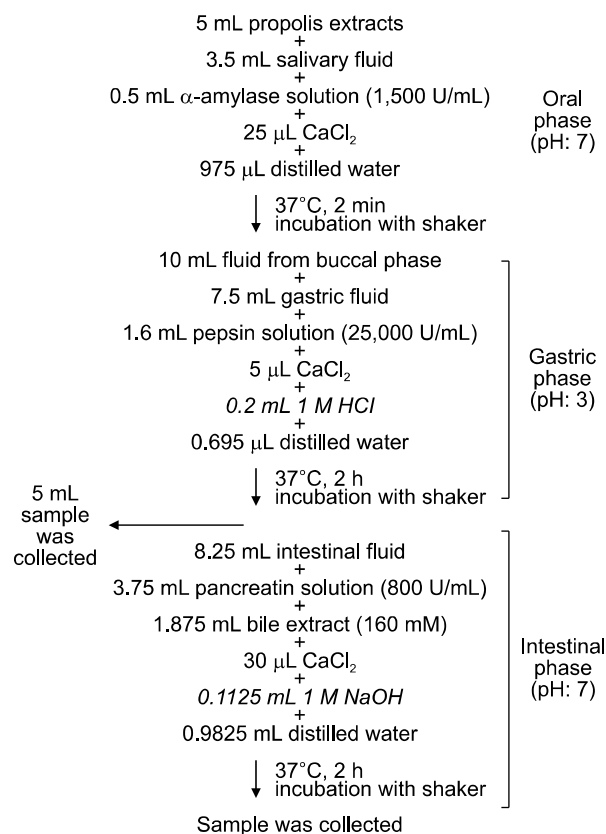 5 mL propolis extracts
+
3.5 mL salivary fluid
+
0.5 mL α-amylase solution (1,500 U/mL)
+
25 μL CaCl₂
+
975 μL distilled water
Oral
phase
(pH: 7)
37°C, 2 min
incubation with shaker
10 mL fluid from buccal phase
+
7.5 mL gastric fluid
+
1.6 mL pepsin solution (25,000 U/mL)
+
5 μL CaCl₂
+
0.2 mL 1 M HCl
+
0.695 μL distilled water
Gastric
phase
(pH: 3)
37°C, 2 h
incubation with shaker
5 mL
sample
was
collected
8.25 mL intestinal fluid
+
3.75 mL pancreatin solution (800 U/mL)
+
1.875 mL bile extract (160 mM)
+
30 μL CaCl₂
+
0.1125 mL 1 M NaOH
+
0.9825 mL distilled water
Intestinal
phase
(pH: 7)
37°C, 2 h
incubation with shaker
Sample was collected